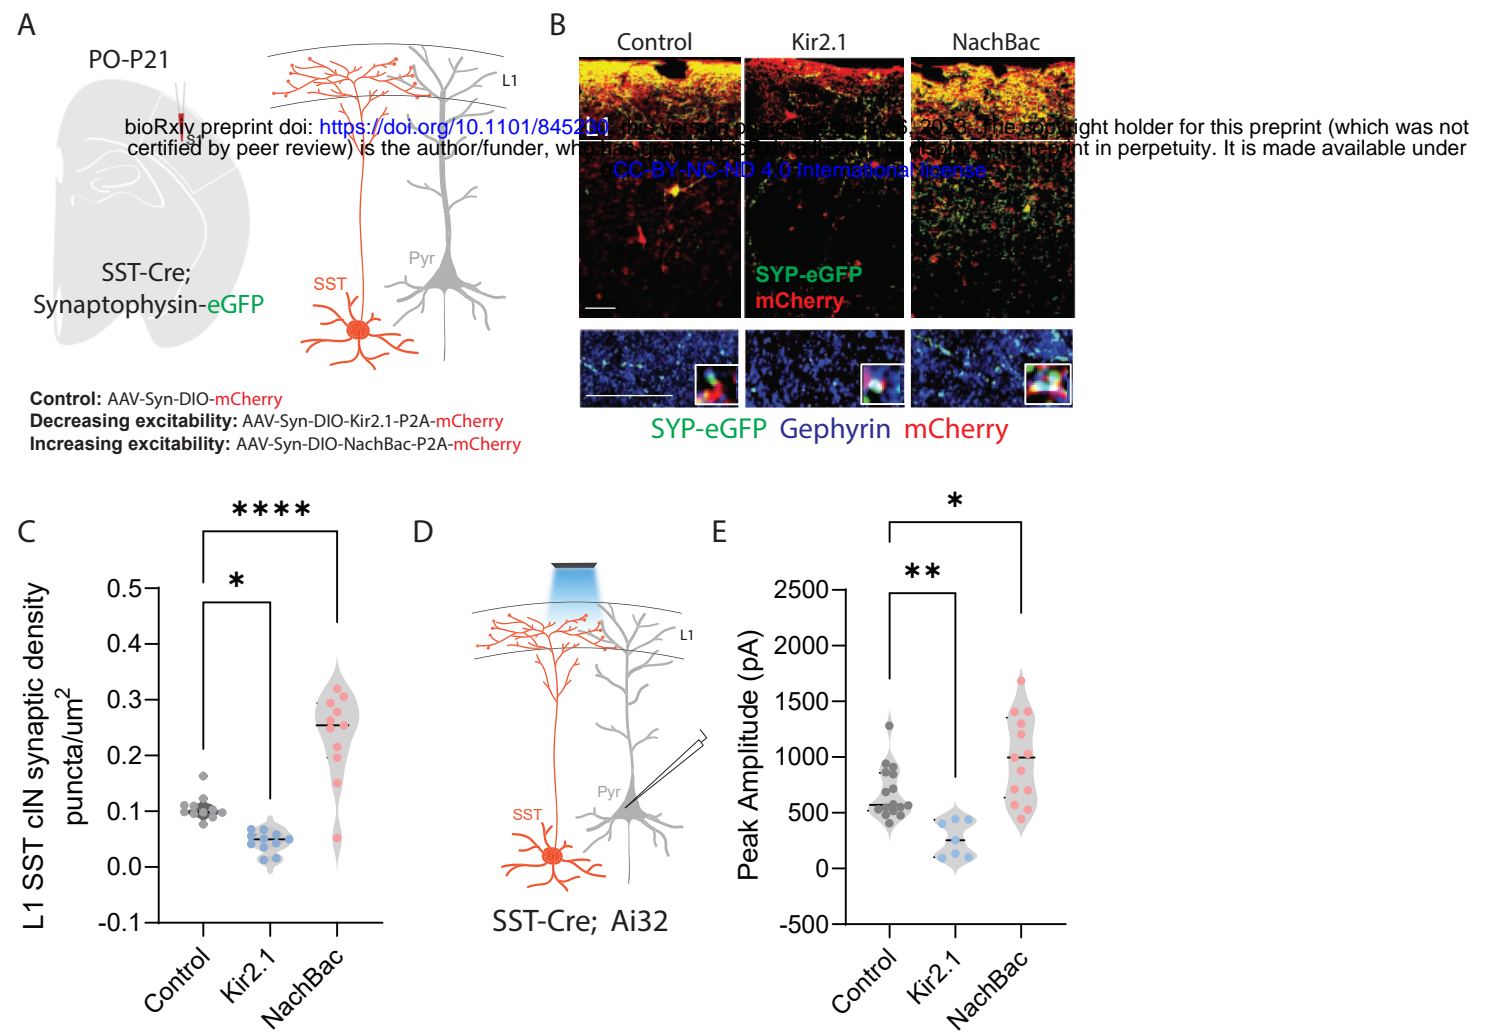 A
PO-P21
L1
S1
SST-Cre;
Synaptophysin-eGFP
SST
Pyr
Control: AAV-Syn-DIO-mCherry
Decreasing excitability: AAV-Syn-DIO-Kir2.1-P2A-mCherry
Increasing excitability: AAV-Syn-DIO-NachBac-P2A-mCherry
B
Control Kir2.1 NachBac
bioRxiv preprint doi: https://doi.org/10.1101/845230 2023. The copyright holder for this preprint (which was not
certified by peer review) is the author/funder, in perpetuity. It is made available under
CC-BY-NC-ND 4.0 International license
SYP-eGFP
mCherry
SYP-eGFP Gephyrin mCherry
C
****
*
L1 SST cIN synaptic density
puncta/um2
0.5
0.4
0.3
0.2
0.1
0.0
-0.1
Control
Kir2.1
NachBac
D
L1
Pyr
SST
SST-Cre; Ai32
E
*
**
Peak Amplitude (pA)
2500
2000
1500
1000
500
0
-500
Control
Kir2.1
NachBac